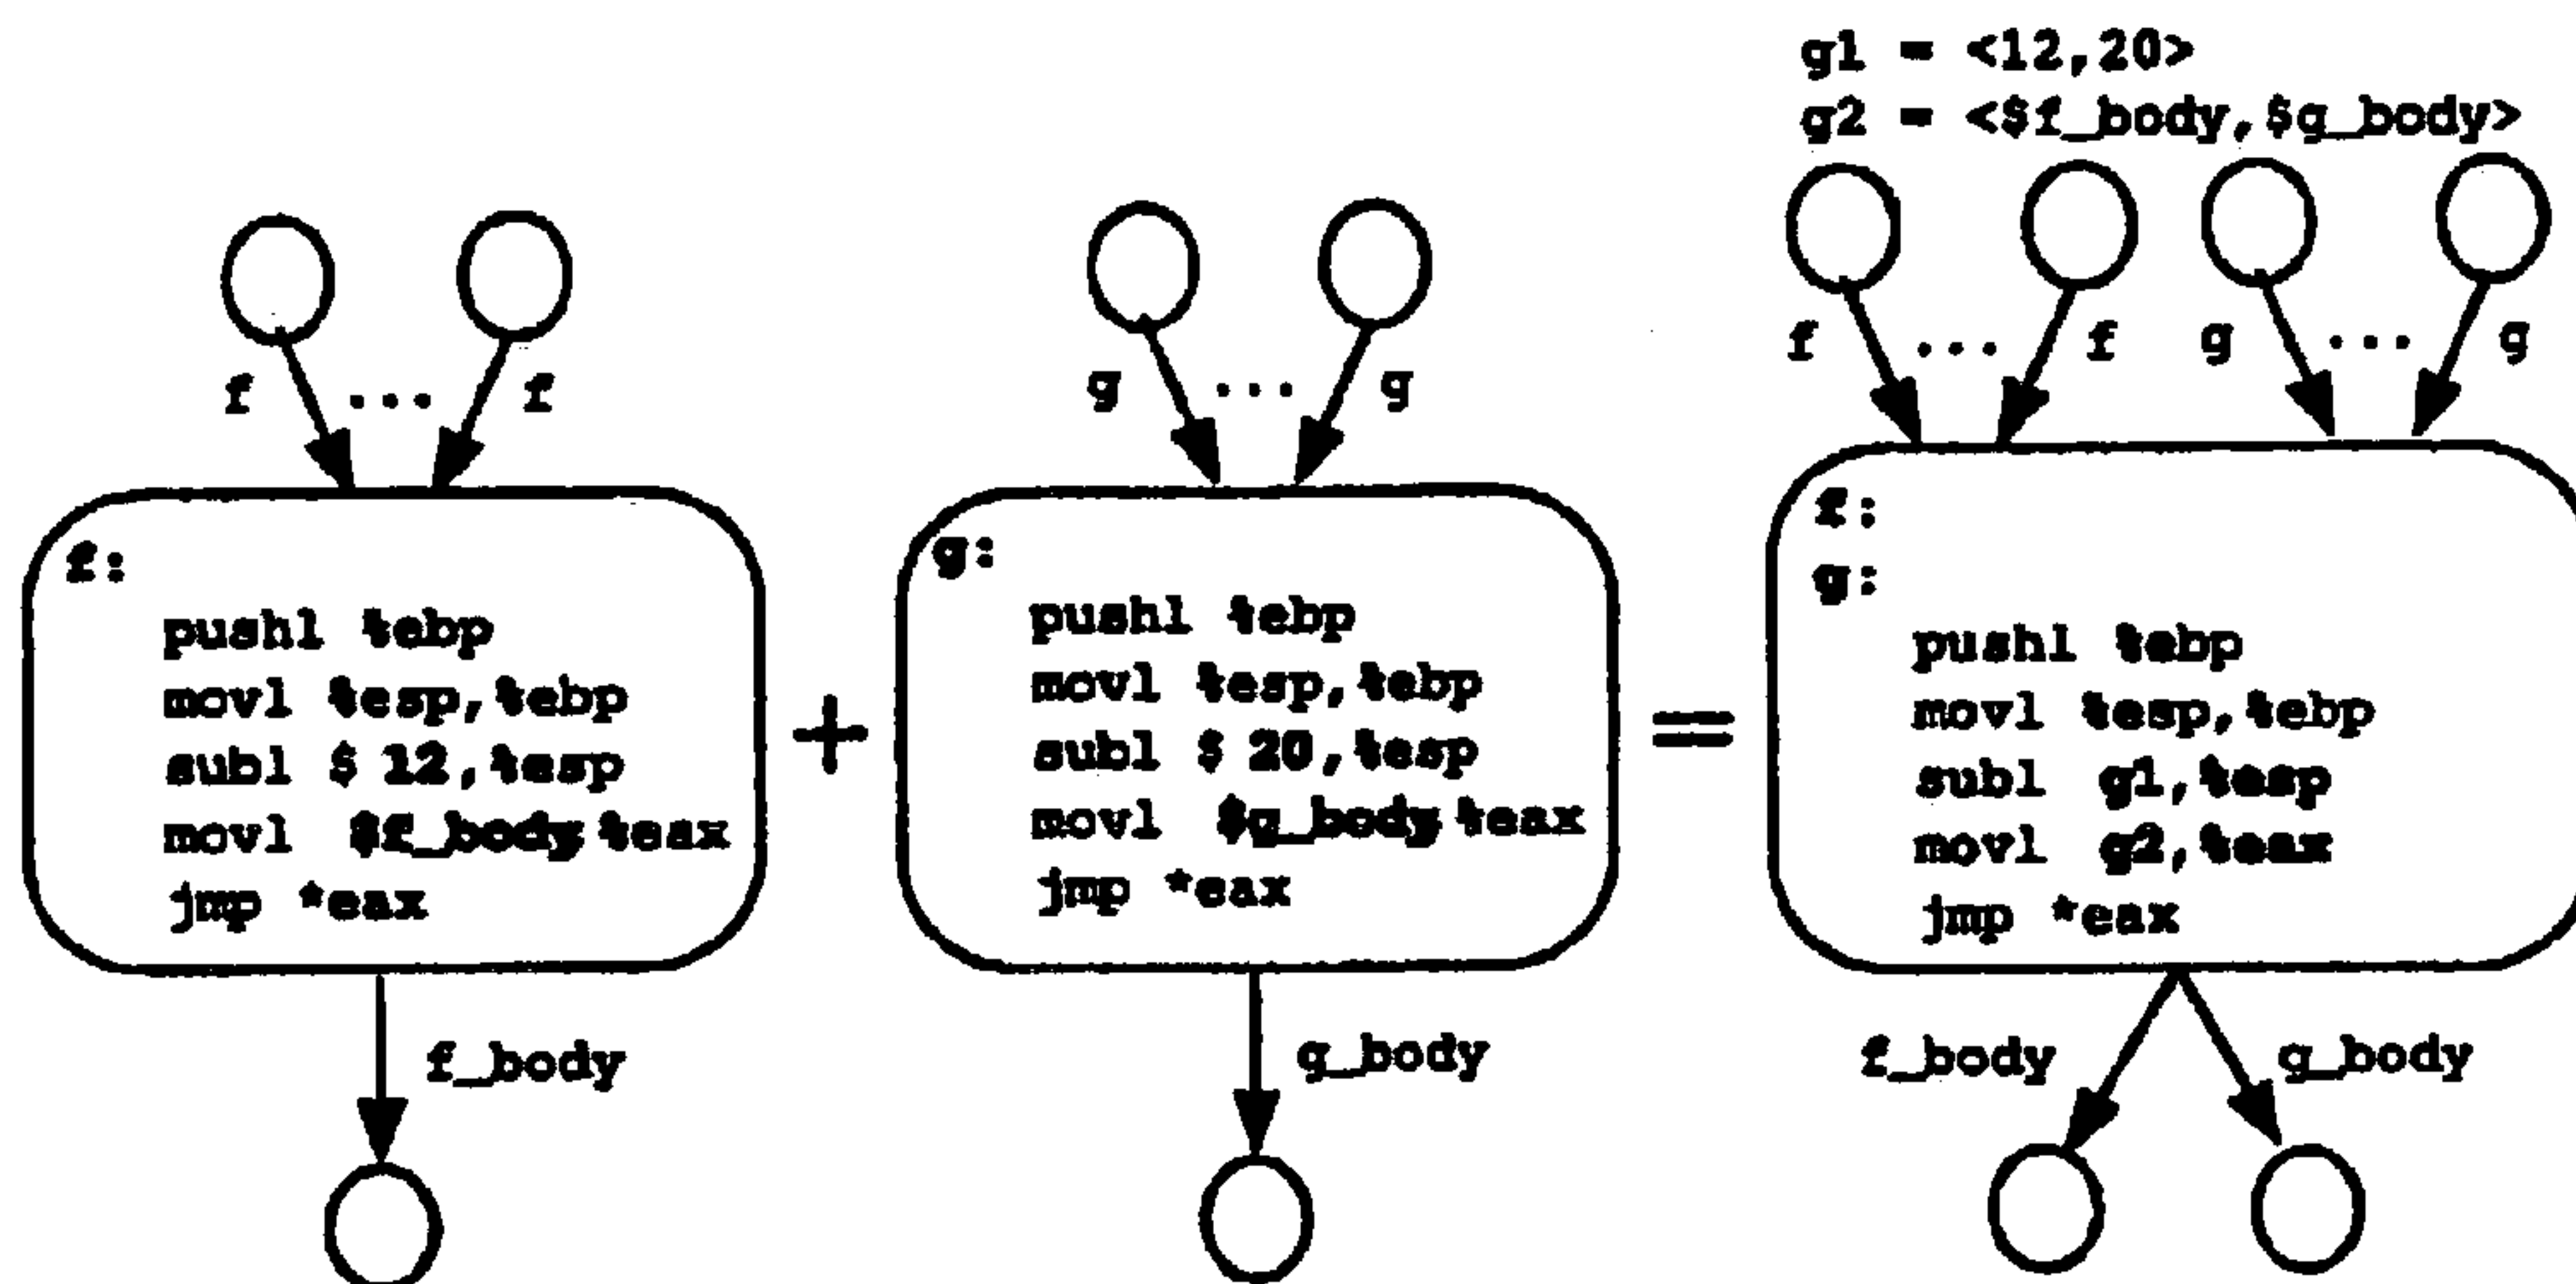 g1 = <12,20>
g2 = <$f_body,$g_body>
f ... f
g ... g
f ... f g ... g
f:
pushl %ebp
movl %esp,%ebp
subl $ 12,%esp
movl $f_body %eax
jmp *eax
+
g:
pushl %ebp
movl %esp,%ebp
subl $ 20,%esp
movl $g_body %eax
jmp *eax
=
f:
g:
pushl %ebp
movl %esp,%ebp
subl g1,%esp
movl g2,%eax
jmp *eax
f_body
g_body
f_body
g_body